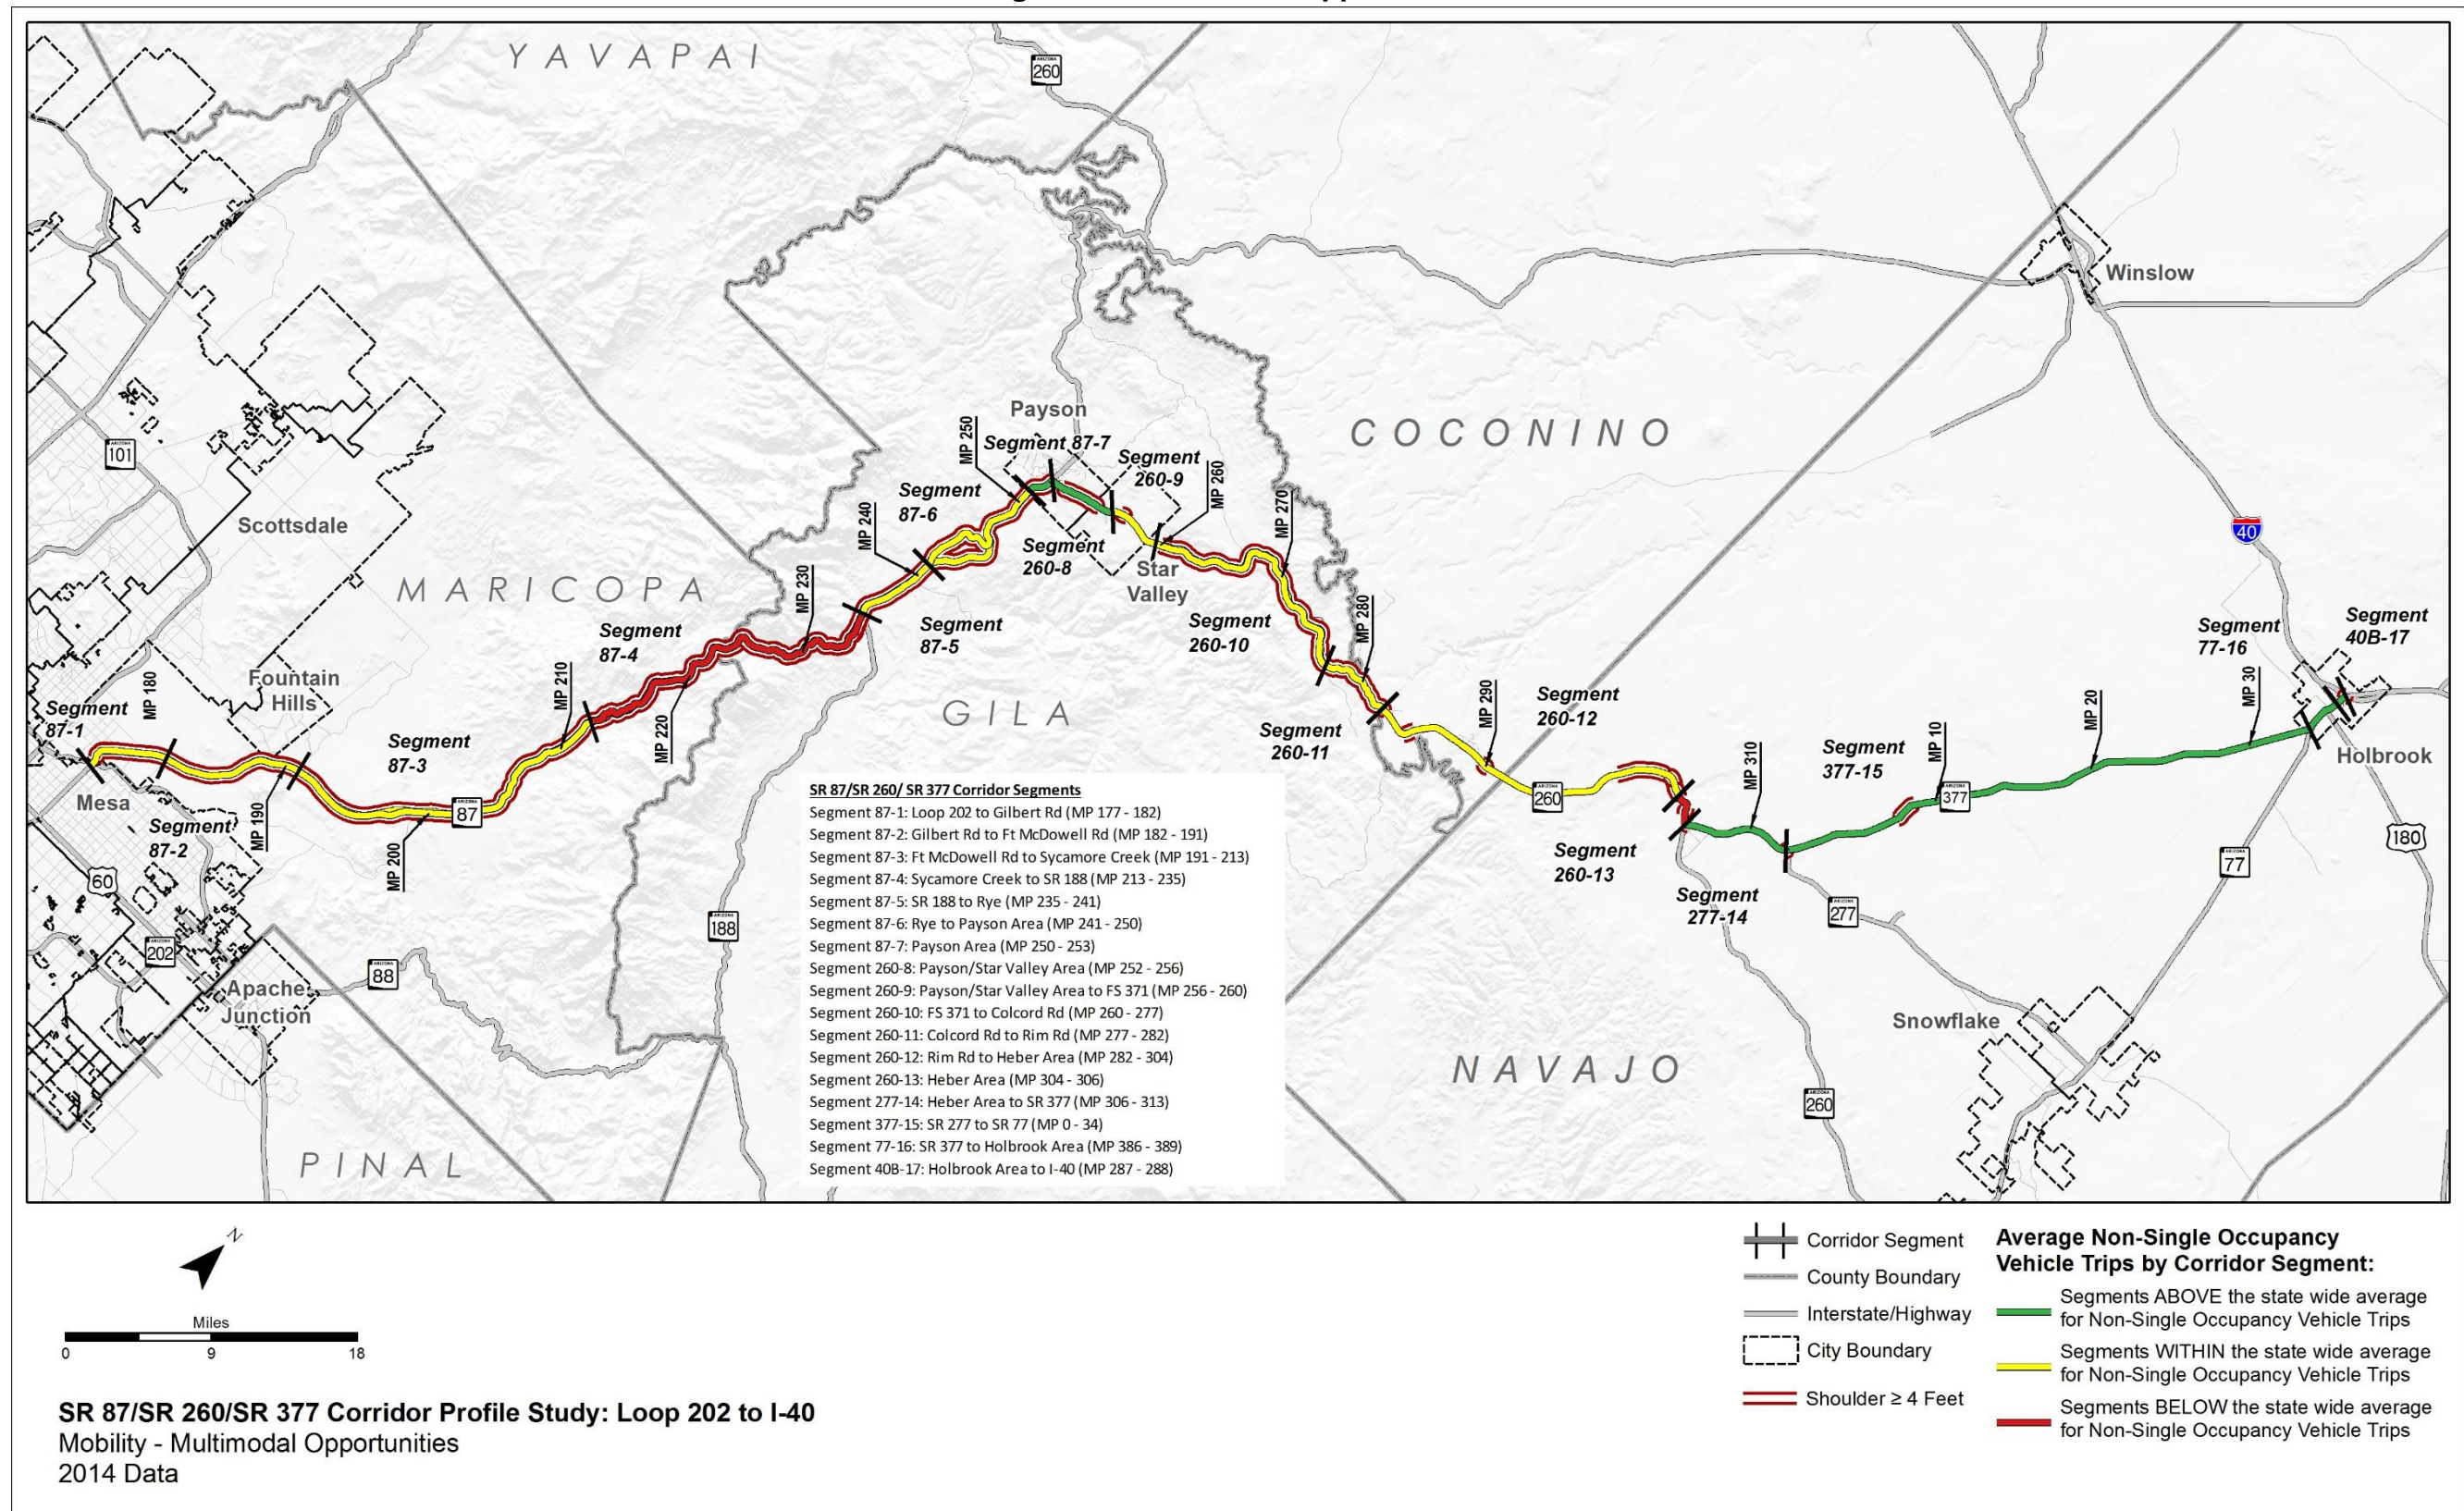 YAVAPAI
260
COCONINO
Winslow
Payson
Segment 87-7
MP 250
Segment
260-9
MP 260
MP 270
Segment
87-6
MP 240
101
Scottsdale
Segment
260-8
Star
Valley
40
MARICOPA
MP 230
Segment
87-4
Segment
87-5
Segment
260-10
MP 280
Segment
77-16
Segment
40B-17
Fountain
Hills
MP 180
Segment
87-1
MP 210
MP 220
GILA
Segment
260-11
MP 290
Segment
260-12
MP 30
MP 20
MP 10
MP 310
Segment
377-15
Holbrook
Segment
87-3
Mesa
MP 190
Segment
87-2
87
MP 200
260
377
60
Segment
260-13
Segment
277-14
180
77
277
188
202
88
Apache
Junction
Snowflake
NAVAJO
260
PINAL
SR 87/SR 260/ SR 377 Corridor Segments
Segment 87-1: Loop 202 to Gilbert Rd (MP 177 - 182)
Segment 87-2: Gilbert Rd to Ft McDowell Rd (MP 182 - 191)
Segment 87-3: Ft McDowell Rd to Sycamore Creek (MP 191 - 213)
Segment 87-4: Sycamore Creek to SR 188 (MP 213 - 235)
Segment 87-5: SR 188 to Rye (MP 235 - 241)
Segment 87-6: Rye to Payson Area (MP 241 - 250)
Segment 87-7: Payson Area (MP 250 - 253)
Segment 260-8: Payson/Star Valley Area (MP 252 - 256)
Segment 260-9: Payson/Star Valley Area to FS 371 (MP 256 - 260)
Segment 260-10: FS 371 to Colcord Rd (MP 260 - 277)
Segment 260-11: Colcord Rd to Rim Rd (MP 277 - 282)
Segment 260-12: Rim Rd to Heber Area (MP 282 - 304)
Segment 260-13: Heber Area (MP 304 - 306)
Segment 277-14: Heber Area to SR 377 (MP 306 - 313)
Segment 377-15: SR 277 to SR 77 (MP 0 - 34)
Segment 77-16: SR 377 to Holbrook Area (MP 386 - 389)
Segment 40B-17: Holbrook Area to I-40 (MP 287 - 288)
N
Miles
0 9 18
SR 87/SR 260/SR 377 Corridor Profile Study: Loop 202 to I-40
Mobility - Multimodal Opportunities
2014 Data
Corridor Segment
County Boundary
Interstate/Highway
City Boundary
Shoulder ≥ 4 Feet
Average Non-Single Occupancy
Vehicle Trips by Corridor Segment:
Segments ABOVE the state wide average
for Non-Single Occupancy Vehicle Trips
Segments WITHIN the state wide average
for Non-Single Occupancy Vehicle Trips
Segments BELOW the state wide average
for Non-Single Occupancy Vehicle Trips